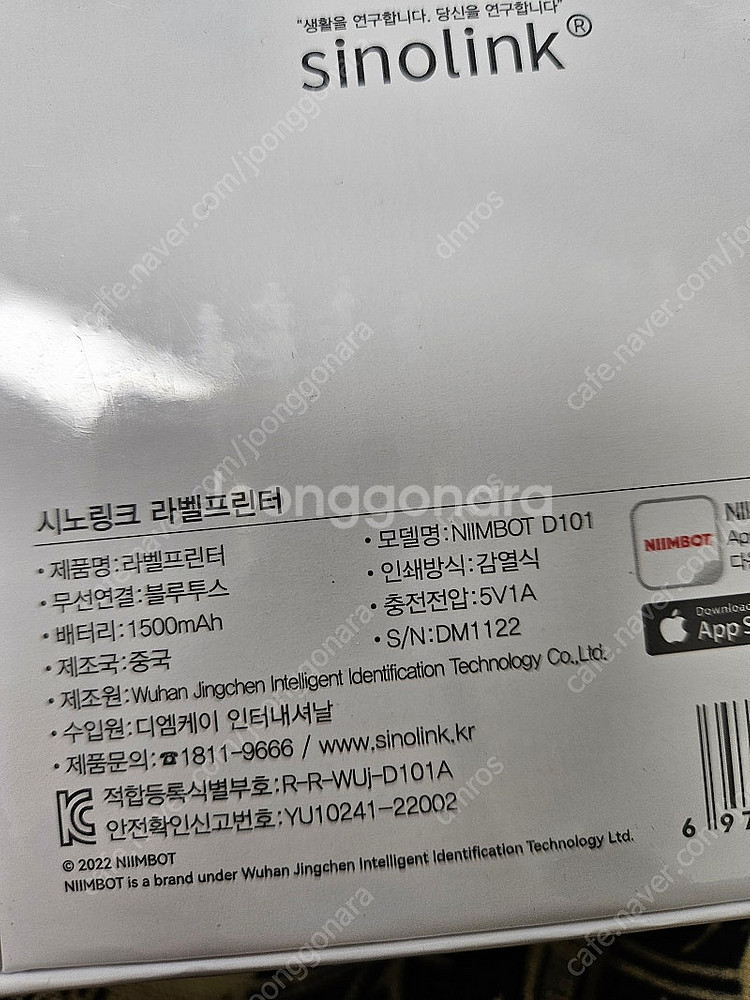 "생활을 연구합니다. 당신을 연구합니다"
sinolink®
시노링크 라벨프린터
• 제품명:라벨프린터
• 무선연결:블루투스
• 배터리:1500mAh
• 제조국:중국
• 모델명:NIIMBOT D101
• 인쇄방식:감열식
• 충전전압:5V1A
• S/N:DM1122
• 제조원:Wuhan Jingchen Intelligent Identification Technology Co.,Ltd.
• 수입원:디엠케이 인터내셔날
• 제품문의:☎1811-9666 / www.sinolink.kr
적합등록식별부호:R-R-WUj-D101A
안전확인신고번호:YU10241-22002
© 2022 NIIMBOT
NIIMBOT is a brand under Wuhan Jingchen Intelligent Identification Technology Ltd.
NIIMBOT
Download
App S
6 97
joonggonara
cafe.naver.com/joonggonara
dmros